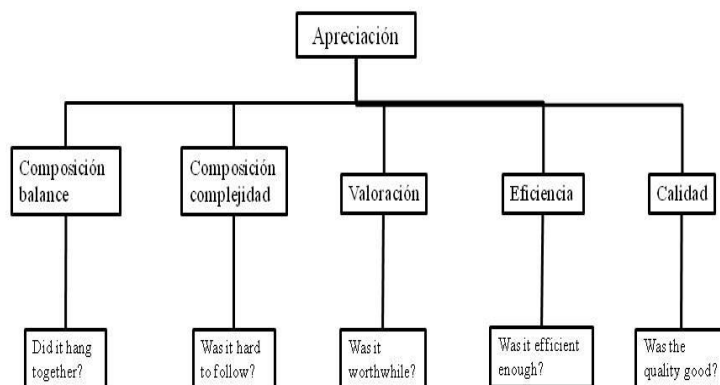 Apreciación
Composición
balance
Composición
complejidad
Valoración
Eficiencia
Calidad
Did it hang
together?
Was it hard
to follow?
Was it
worthwhile?
Was it efficient
enough?
Was the
quality good?